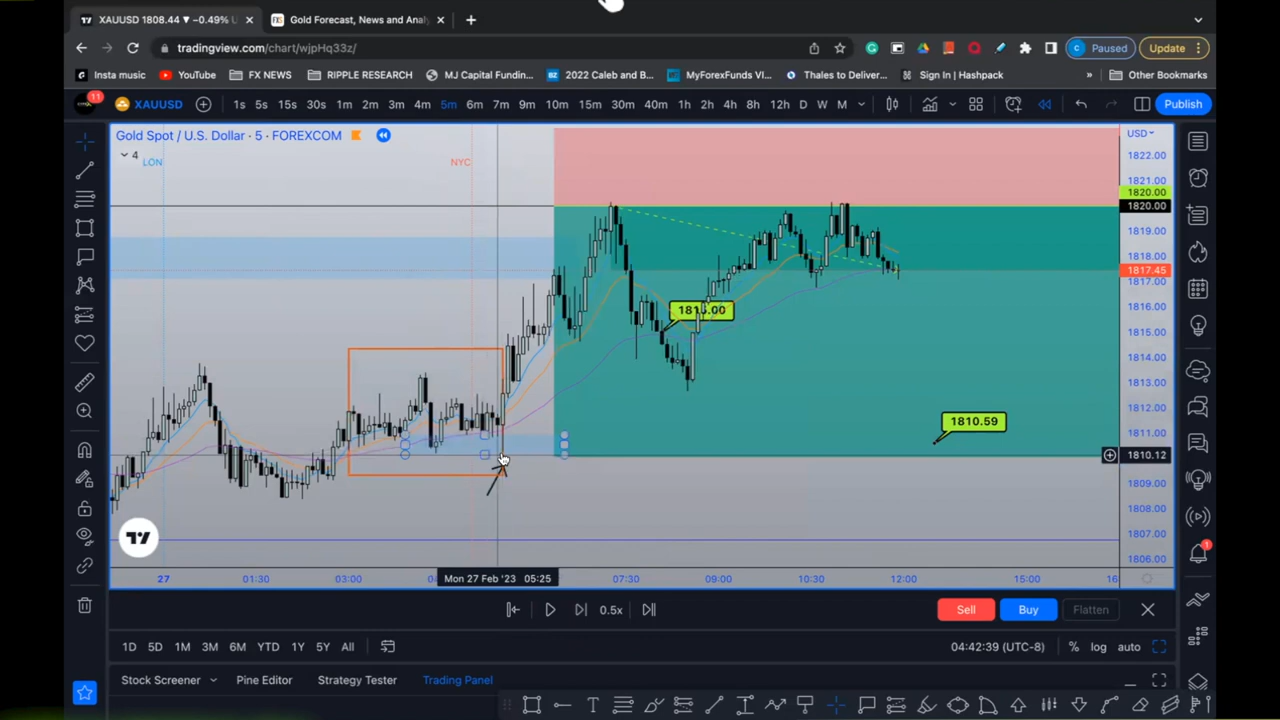 XAUUSD 1808.44 ▼ −0.49% U
Gold Forecast, News and Analy
tradingview.com/chart/wjpHq33z/
C Paused
Update
Insta music
YouTube
FX NEWS
RIPPLE RESEARCH
MJ Capital Fundin...
2022 Caleb and B...
MyForexFunds VI...
Thales to Deliver...
Sign In | Hashpack
»
Other Bookmarks
11
XAUUSD
1s 5s 15s 30s 1m 2m 3m 4m 5m 6m 7m 9m 10m 15m 30m 40m 1h 2h 4h 8h 12h D W M
Publish
Gold Spot / U.S. Dollar · 5 · FOREXCOM
USD
4
LON
NYC
1822.00
1821.00
1820.00
1820.00
1819.00
1818.00
1817.45
1817.00
1816.00
1815.00
1814.00
1813.00
1812.00
1811.00
1810.12
1809.00
1808.00
1807.00
1806.00
1810.59
27 01:30 03:00 Mon 27 Feb '23 05:25 07:30 09:00 10:30 12:00 15:00 16
0.5x
Sell
Buy
Flatten
1
1D 5D 1M 3M 6M YTD 1Y 5Y All
04:42:39 (UTC-8)
% log auto
Stock Screener
Pine Editor
Strategy Tester
Trading Panel